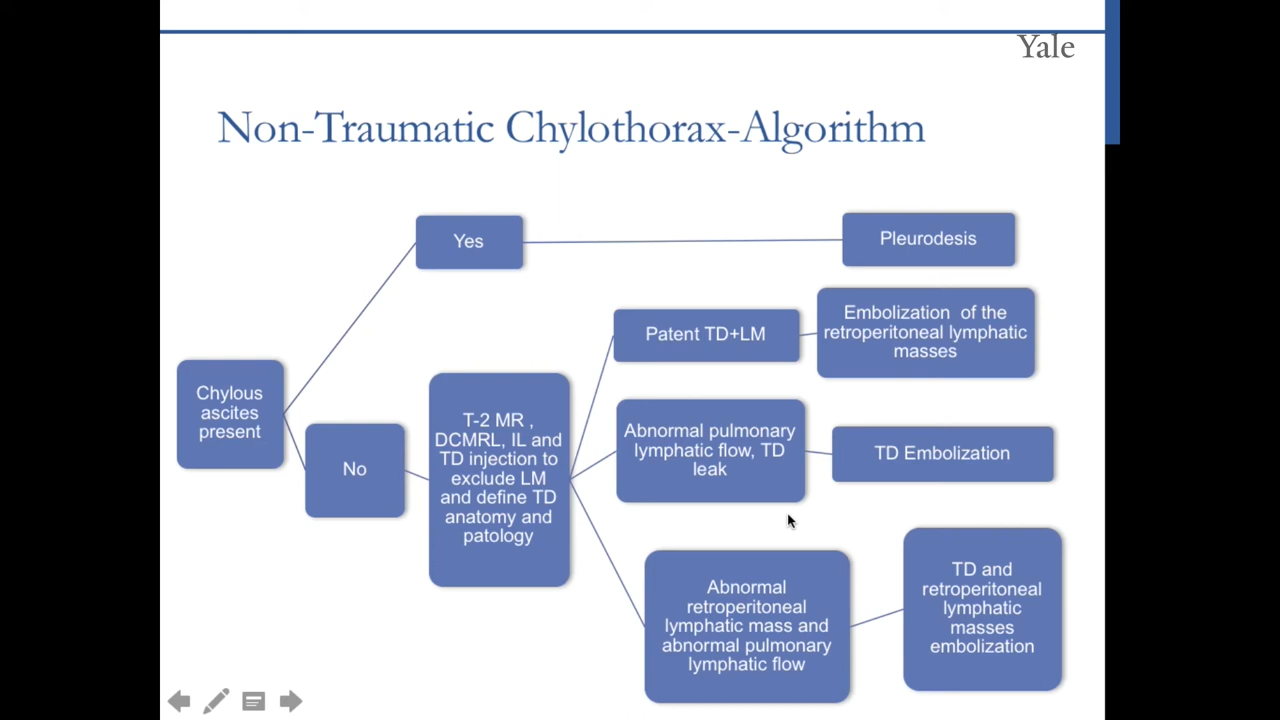 Yale
Non-Traumatic Chylothorax-Algorithm
Chylous
ascites
present
Yes
Pleurodesis
No
T-2 MR ,
DCMRL, IL and
TD injection to
exclude LM
and define TD
anatomy and
patology
Patent TD+LM
Embolization of the
retroperitoneal lymphatic
masses
Abnormal pulmonary
lymphatic flow, TD
leak
TD Embolization
Abnormal
retroperitoneal
lymphatic mass and
abnormal pulmonary
lymphatic flow
TD and
retroperitoneal
lymphatic
masses
embolization